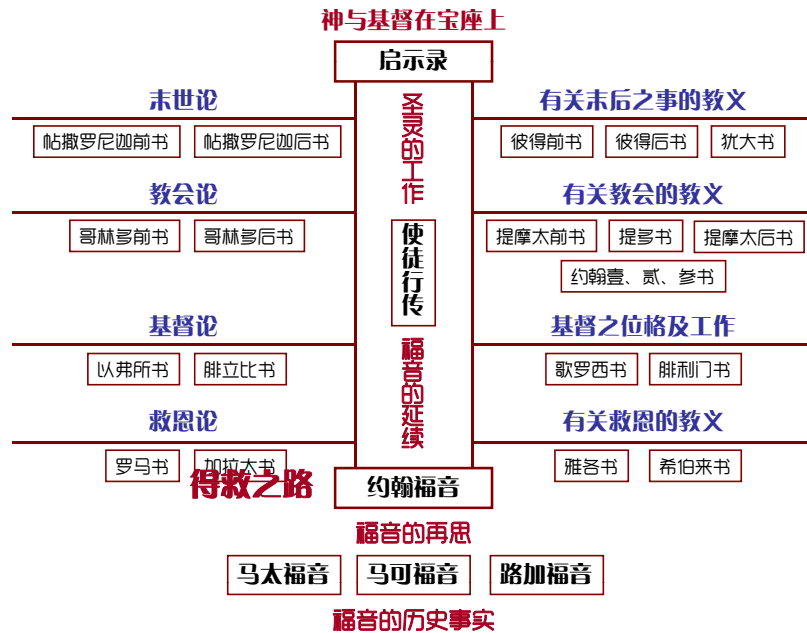 神与基督在宝座上
启示录
末世论
帖撒罗尼迦前书 帖撒罗尼迦后书
教会论
哥林多前书 哥林多后书
基督论
以弗所书 腓立比书
救恩论
罗马书 加拉太书
得救之路
圣灵的工作
使徒行传
福音的延续
有关末后之事的教义
彼得前书 彼得后书 犹大书
有关教会的教义
提摩太前书 提多书 提摩太后书
约翰壹、贰、参书
基督之位格及工作
歌罗西书 腓利门书
有关救恩的教义
雅各书 希伯来书
约翰福音
福音的再思
马太福音 马可福音 路加福音
福音的历史事实